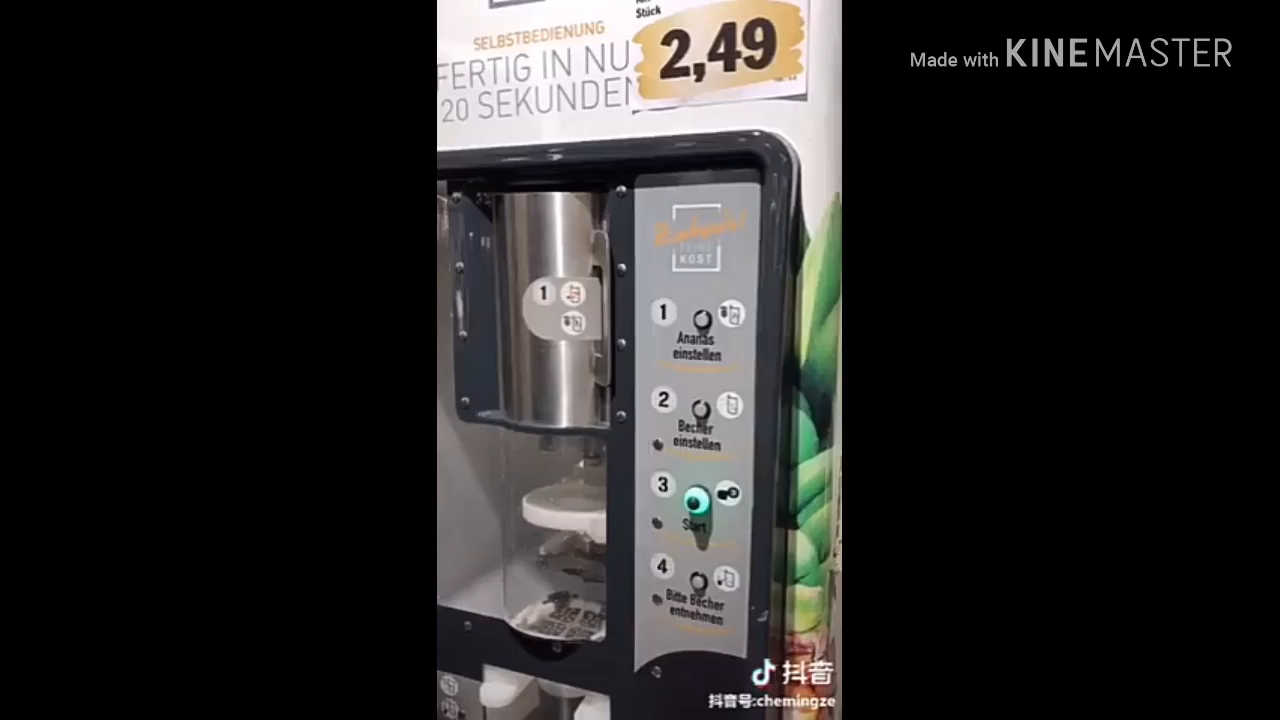 Stück
2,49
SELBSTBEDIENUNG
FERTIG IN NU
20 SEKUNDEN
Made with KINEMASTER
FEINE
KOST
1
1
Ananas
einstellen
2
Becher
einstellen
3
Start
4
Bitte Becher
entnehmen
抖音
抖音号:chemingze